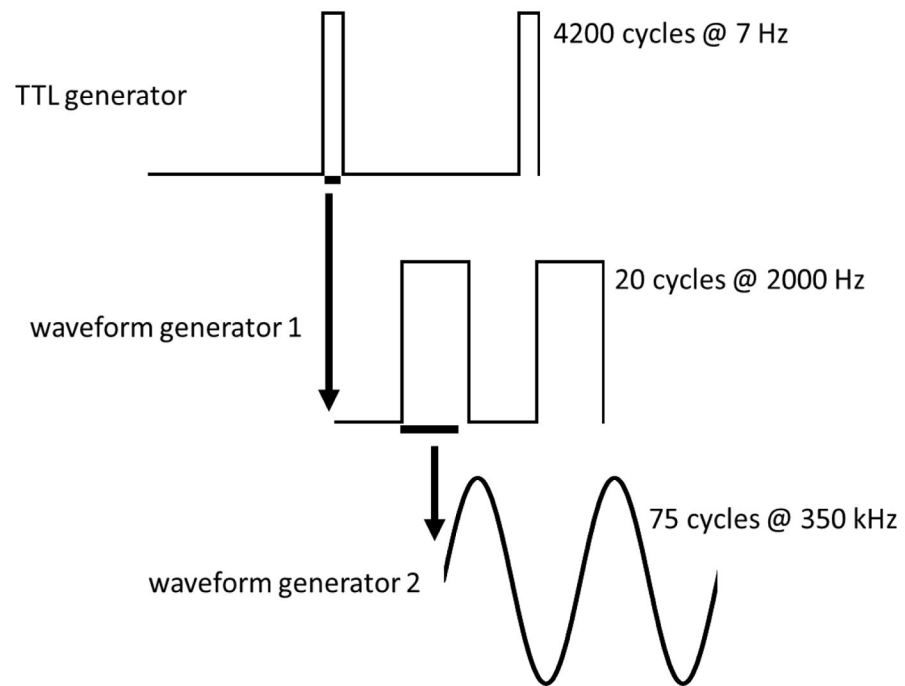 4200 cycles @ 7 Hz
TTL generator
20 cycles @ 2000 Hz
waveform generator 1
75 cycles @ 350 kHz
waveform generator 2